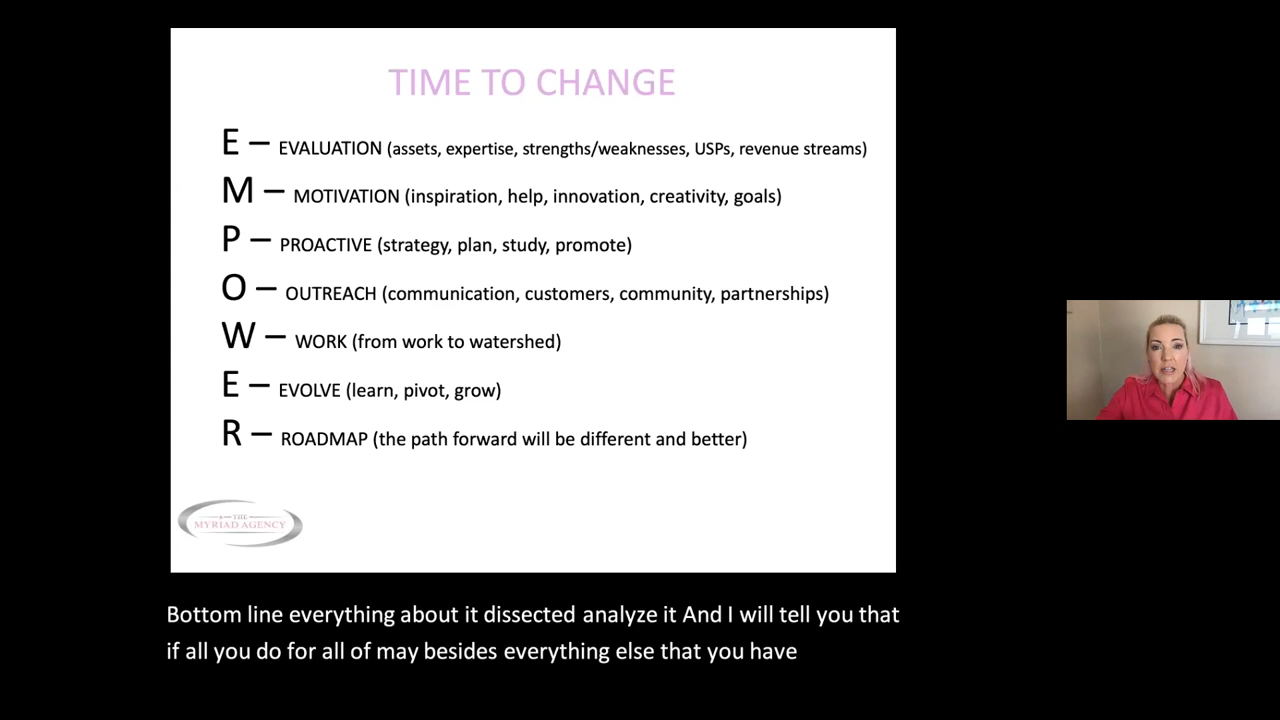 TIME TO CHANGE
E – EVALUATION (assets, expertise, strengths/weaknesses, USPs, revenue streams)
M – MOTIVATION (inspiration, help, innovation, creativity, goals)
P – PROACTIVE (strategy, plan, study, promote)
O – OUTREACH (communication, customers, community, partnerships)
W – WORK (from work to watershed)
E – EVOLVE (learn, pivot, grow)
R – ROADMAP (the path forward will be different and better)
THE
MYRIAD AGENCY
Bottom line everything about it dissected analyze it And I will tell you that
if all you do for all of may besides everything else that you have